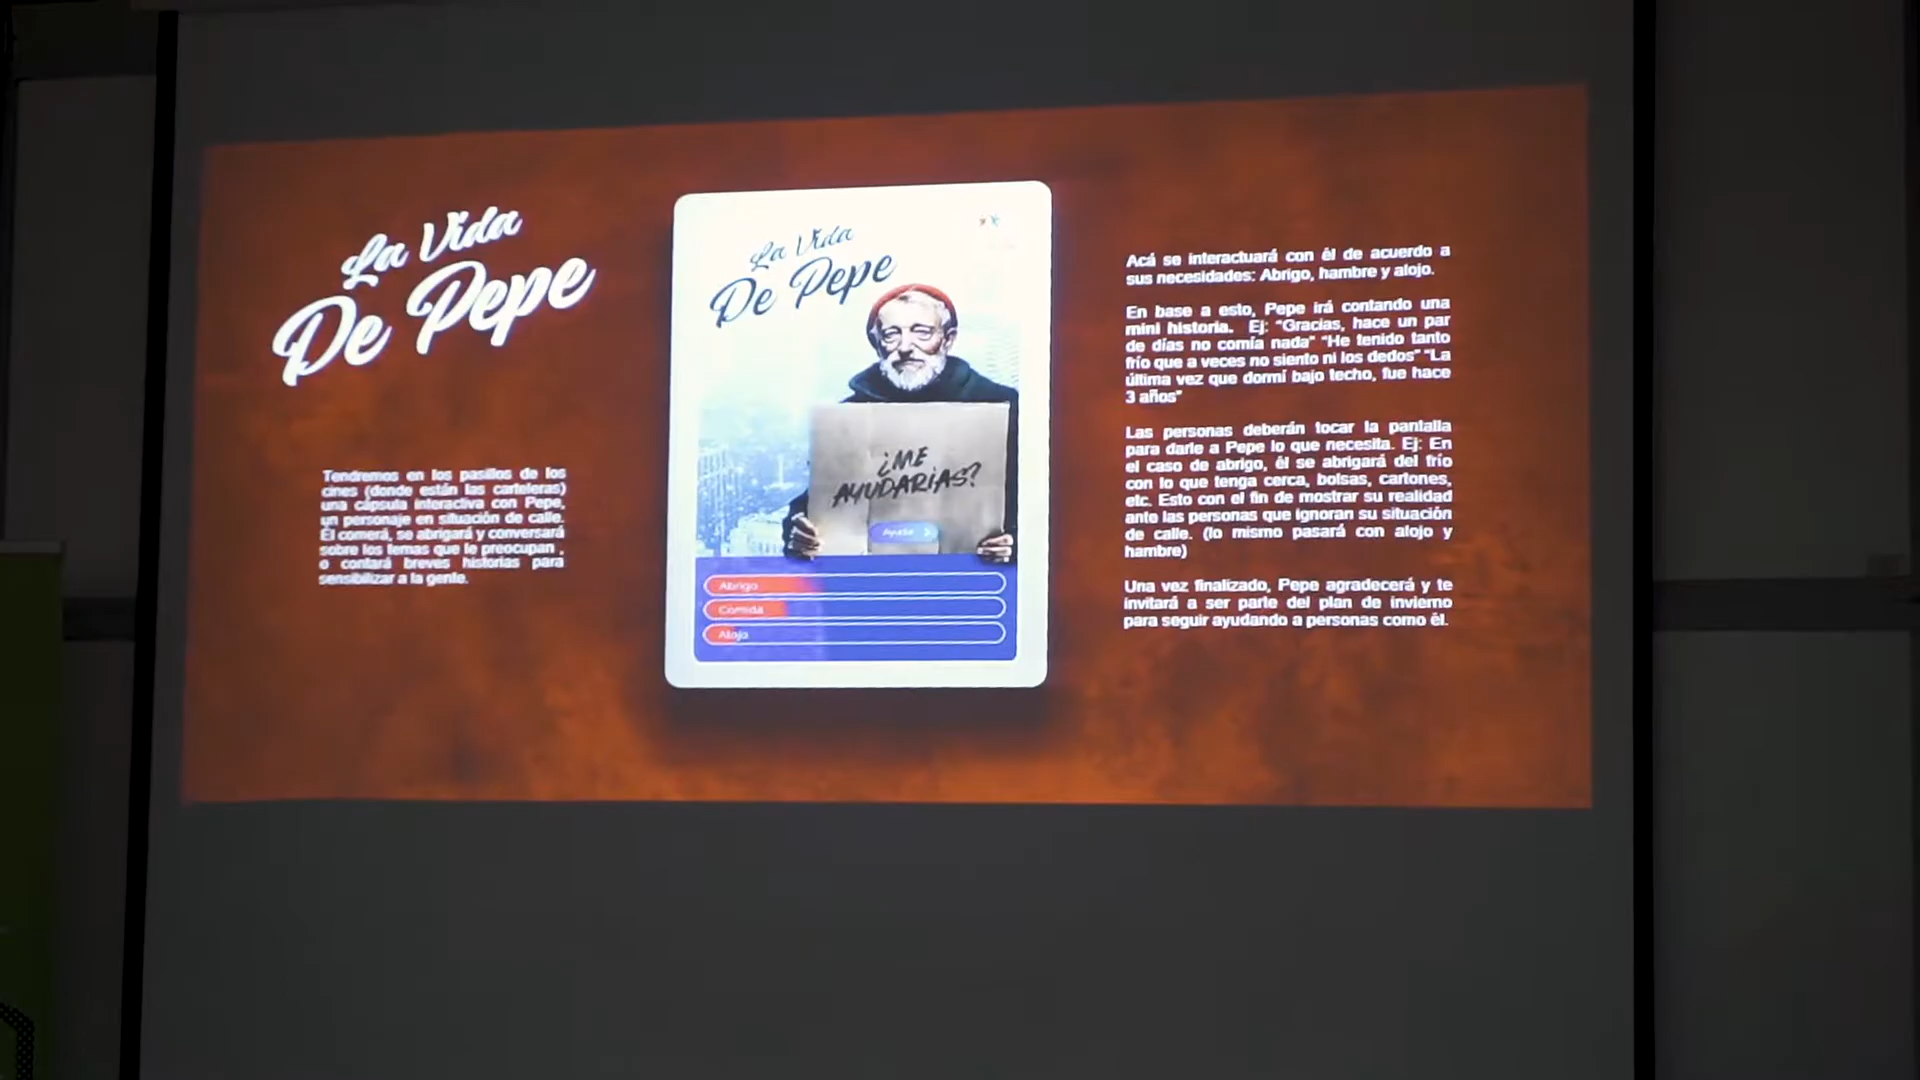 La Vida
De Pepe
Tendremos en los pasillos de los
cines (donde están las carteleras)
una cápsula interactiva con Pepe,
un personaje en situación de calle.
Él comerá, se abrigará y conversará
sobre los temas que le preocupan ,
o contará breves historias para
sensibilizar a la gente.
La Vida
De Pepe
¿ME
AYUDARÍAS?
Ayuda
Abrigo
Comida
Alojo
Acá se interactuará con él de acuerdo a
sus necesidades: Abrigo, hambre y alojo.
En base a esto, Pepe irá contando una
mini historia. Ej: "Gracias, hace un par
de días no comía nada" "He tenido tanto
frío que a veces no siento ni los dedos" "La
última vez que dormí bajo techo, fue hace
3 años"
Las personas deberán tocar la pantalla
para darle a Pepe lo que necesita. Ej: En
el caso de abrigo, él se abrigará del frío
con lo que tenga cerca, bolsas, cartones,
etc. Esto con el fin de mostrar su realidad
ante las personas que ignoran su situación
de calle. (lo mismo pasará con alojo y
hambre)
Una vez finalizado, Pepe agradecerá y te
invitará a ser parte del plan de invierno
para seguir ayudando a personas como él.